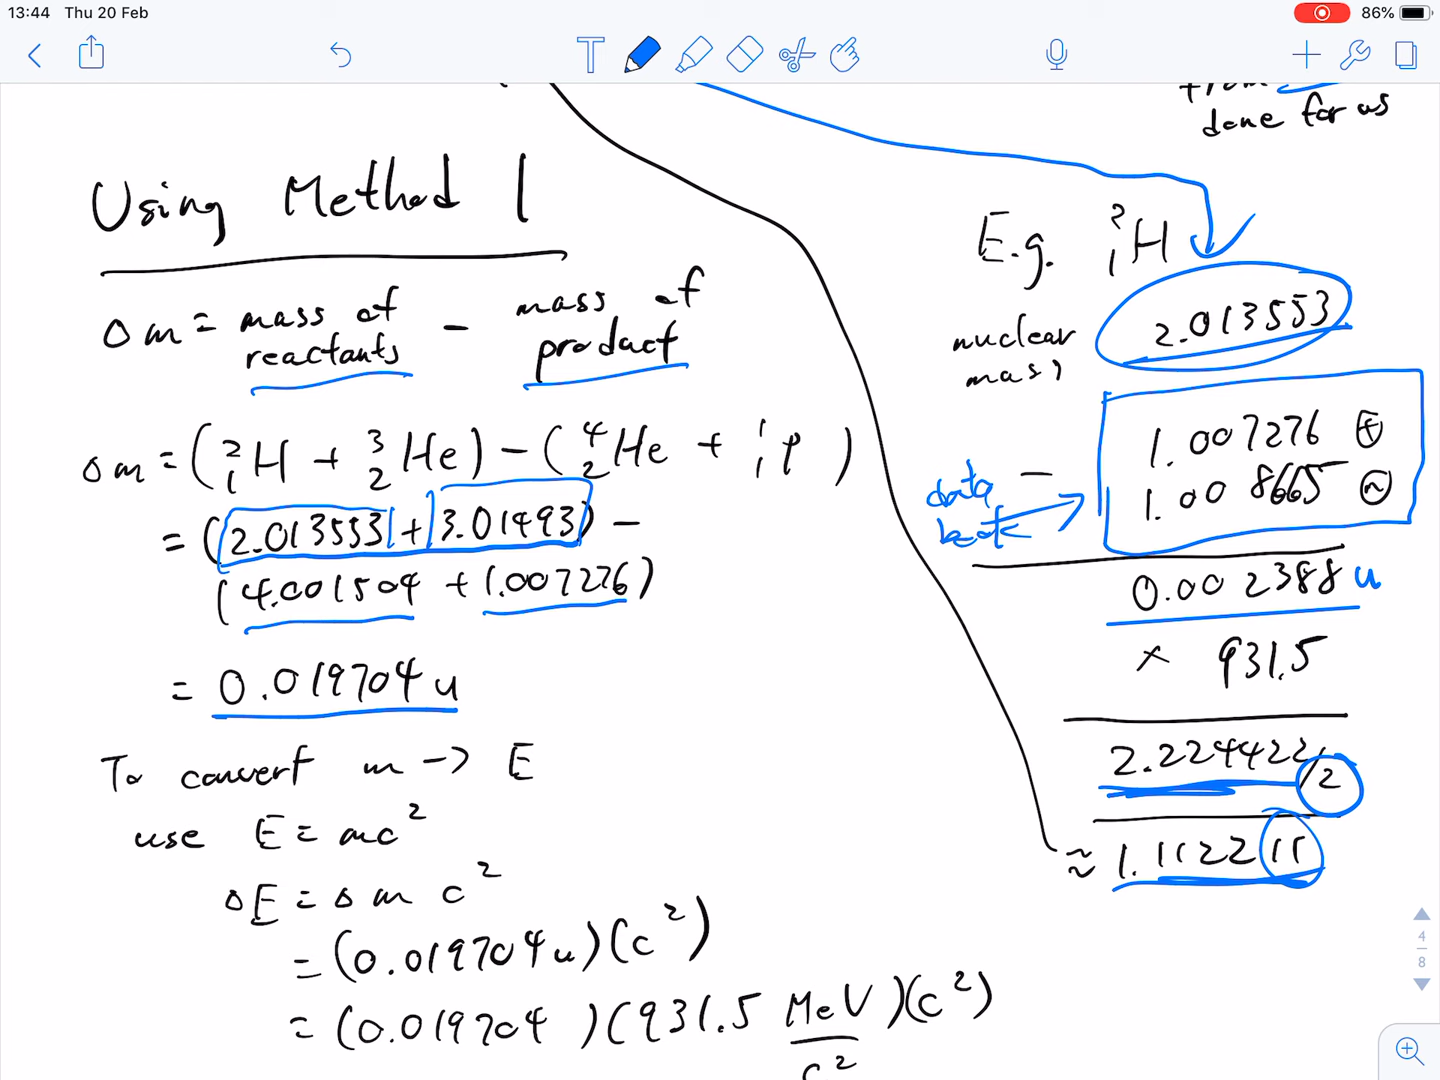 13:44 Thu 20 Feb 86%
T
from
done for us
Using Method 1
Δm = mass of reactants - mass of product
Δm = (²₁H + ³₂He) - (⁴₂He + ¹₁p)
= (2.013553 + 3.01493) -
(4.001504 + 1.007276)
= 0.019704 u
To convert m -> E
use E = mc²
ΔE = Δm c²
= (0.019704 u)(c²)
= (0.019704 )(931.5 MeV/c²)(c²)
E.g. ²₁H
nuclear mass
2.013553
- 1.007276 +
1.008665 n
data book
0.002388 u
× 931.5
2.224422/2
≈ 1.112211
4
8